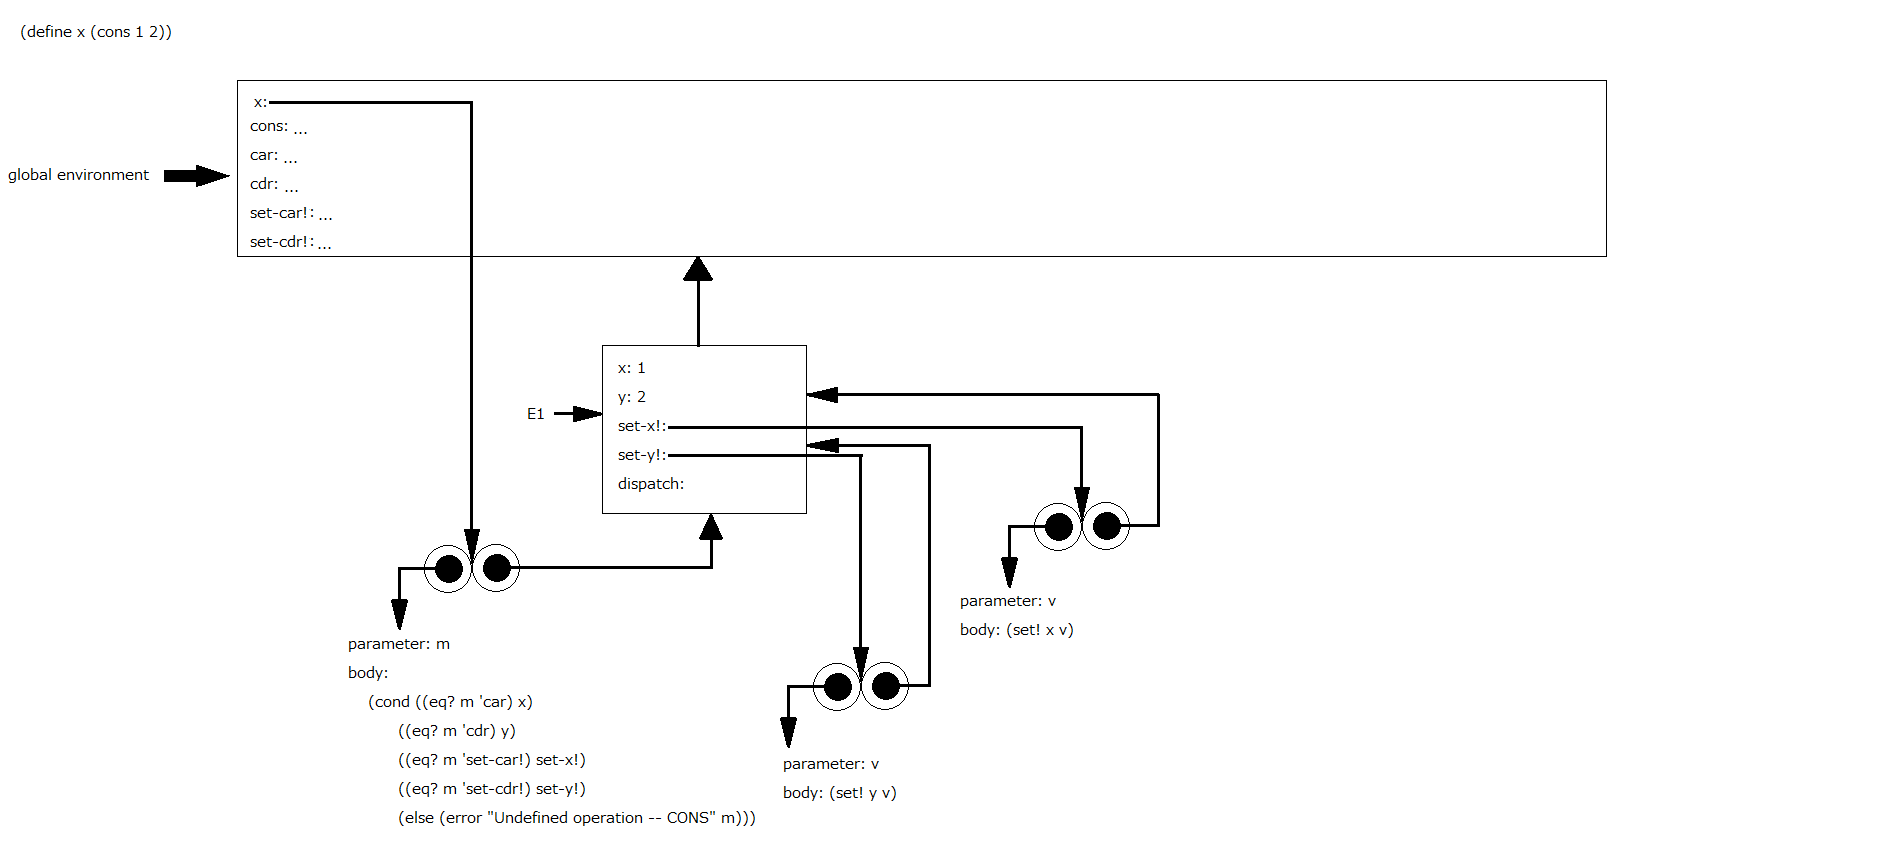 (define x (cons 1 2))
x:
cons: ...
car: ...
global environment
cdr: ...
set-car!: ...
set-cdr!: ...
x: 1
y: 2
E1
set-x!:
set-y!:
dispatch:
parameter: v
body: (set! x v)
parameter: m
body:
(cond ((eq? m 'car) x)
((eq? m 'cdr) y)
((eq? m 'set-car!) set-x!)
((eq? m 'set-cdr!) set-y!)
(else (error "Undefined operation -- CONS" m)))
parameter: v
body: (set! y v)